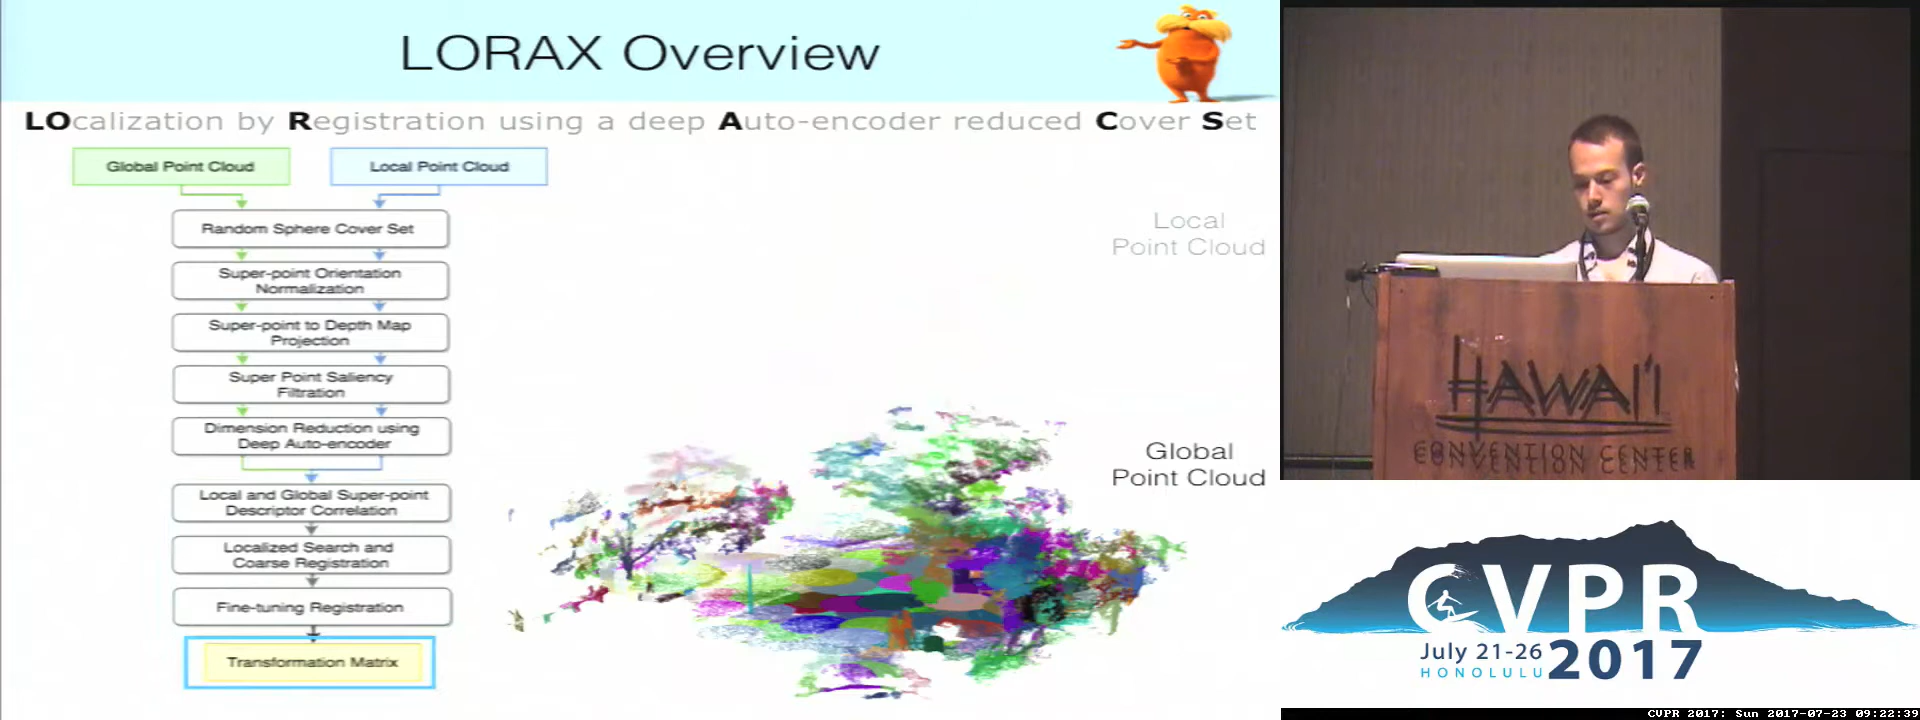 LORAX Overview
LOcalization by Registration using a deep Auto-encoder reduced Cover Set
Global Point Cloud
Local Point Cloud
Random Sphere Cover Set
Super-point Orientation
Normalization
Super-point to Depth Map
Projection
Super Point Saliency
Filtration
Dimension Reduction using
Deep Auto-encoder
Local and Global Super-point
Descriptor Correlation
Localized Search and
Coarse Registration
Fine-tuning Registration
Transformation Matrix
Local
Point Cloud
Global
Point Cloud
HAWAI'I
CONVENTION CENTER
CVPR
July 21-26
HONOLULU
2017
CVPR 2017: Sun 2017-07-23 09:22:39